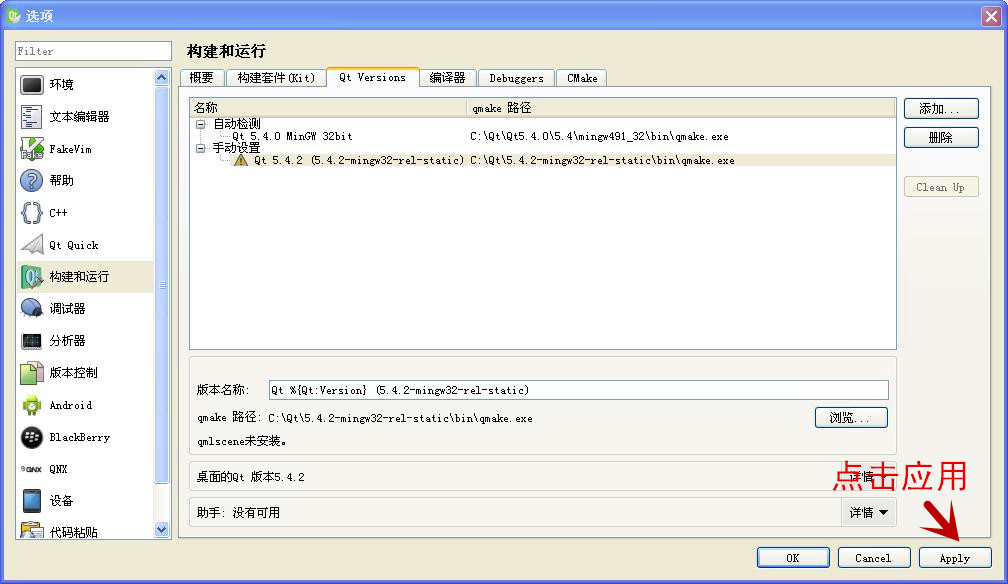 选项
Filter
环境
文本编辑器
FakeVim
帮助
C++
Qt Quick
构建和运行
调试器
分析器
版本控制
Android
BlackBerry
QNX
设备
代码粘贴
构建和运行
概要 构建套件(Kit) Qt Versions 编译器 Debuggers CMake
名称 qmake 路径
自动检测
Qt 5.4.0 MinGW 32bit C:\Qt\Qt5.4.0\5.4\mingw491_32\bin\qmake.exe
手动设置
Qt 5.4.2 (5.4.2-mingw32-rel-static) C:\Qt\5.4.2-mingw32-rel-static\bin\qmake.exe
添加...
删除
Clean Up
版本名称: Qt %{Qt:Version} (5.4.2-mingw32-rel-static)
qmake 路径: C:\Qt\5.4.2-mingw32-rel-static\bin\qmake.exe 浏览...
qmlscene未安装。
桌面的Qt 版本5.4.2 详情
点击应用
助手: 没有可用 详情
OK Cancel Apply